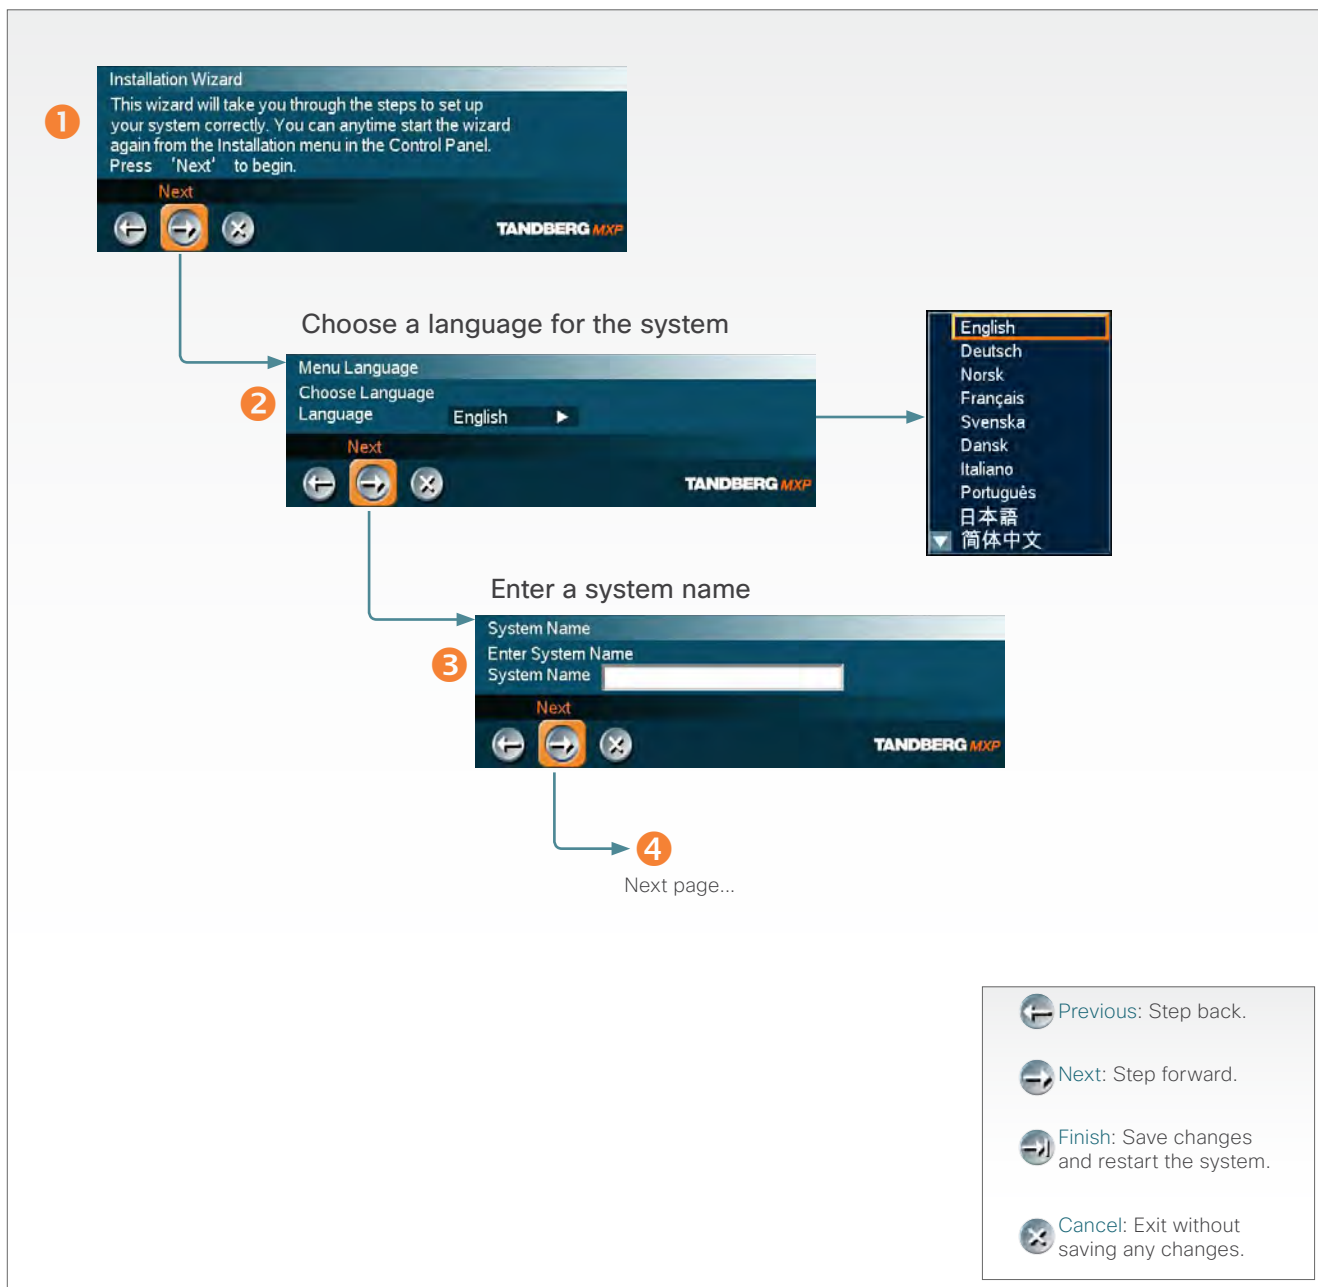 1
Installation Wizard
This wizard will take you through the steps to set up
your system correctly. You can anytime start the wizard
again from the Installation menu in the Control Panel.
Press 'Next' to begin.
Next
TANDBERG MXP
Choose a language for the system
2
Menu Language
Choose Language
Language English
Next
TANDBERG MXP
English
Deutsch
Norsk
Français
Svenska
Dansk
Italiano
Português
日本語
简体中文
Enter a system name
3
System Name
Enter System Name
System Name
Next
TANDBERG MXP
4
Next page...
Previous: Step back.
Next: Step forward.
Finish: Save changes
and restart the system.
Cancel: Exit without
saving any changes.